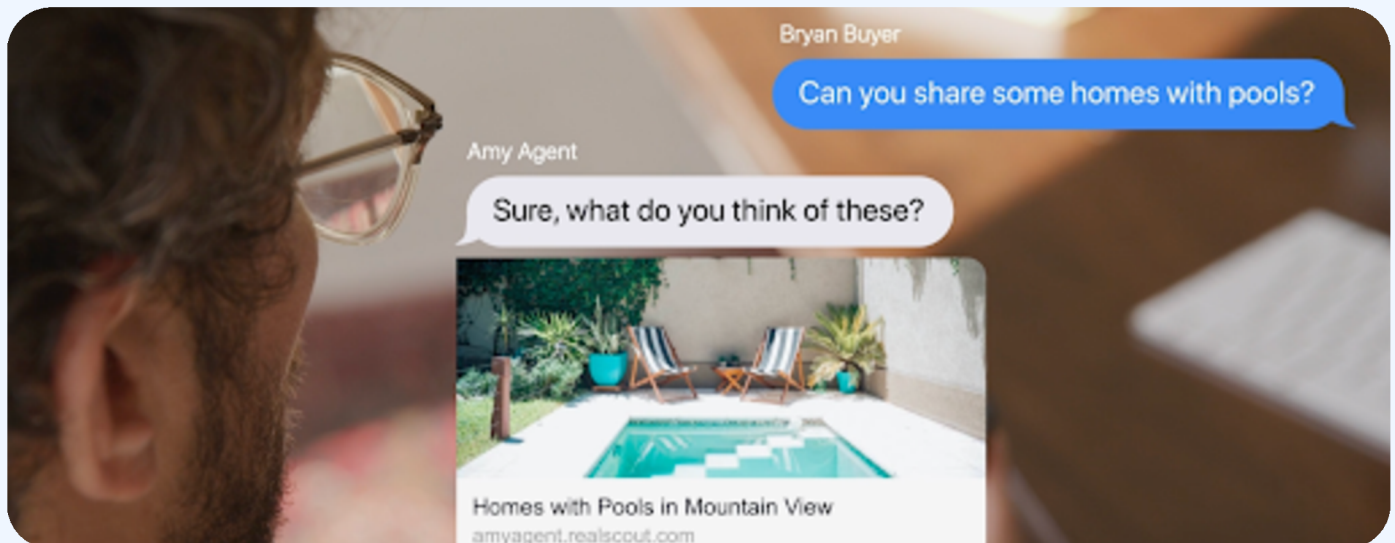 Bryan Buyer
Can you share some homes with pools?
Amy Agent
Sure, what do you think of these?
Homes with Pools in Mountain View
amyagent.realscout.com